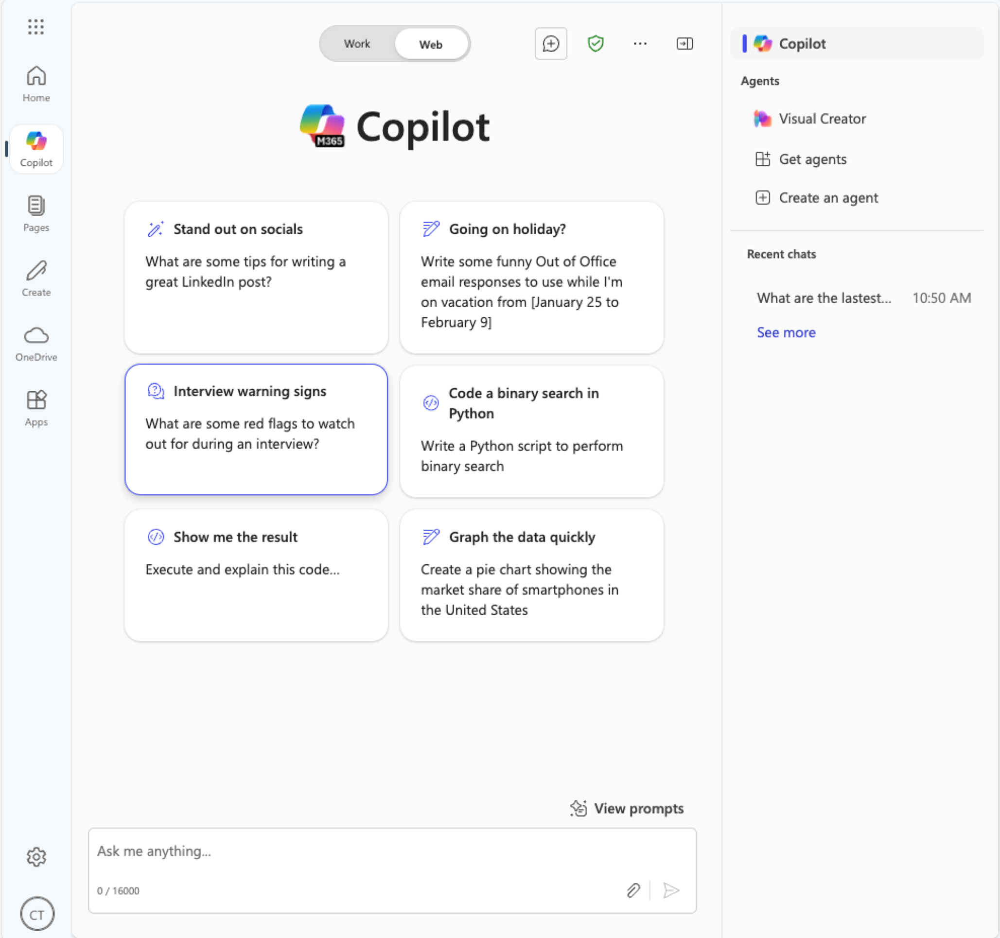 Home
Copilot
Pages
Create
OneDrive
Apps
CT
Work
Web
M365
Copilot
Stand out on socials
What are some tips for writing a
great LinkedIn post?
Going on holiday?
Write some funny Out of Office
email responses to use while I'm
on vacation from [January 25 to
February 9]
Interview warning signs
What are some red flags to watch
out for during an interview?
Code a binary search in
Python
Write a Python script to perform
binary search
Show me the result
Execute and explain this code...
Graph the data quickly
Create a pie chart showing the
market share of smartphones in
the United States
View prompts
Ask me anything...
0 / 16000
Copilot
Agents
Visual Creator
Get agents
Create an agent
Recent chats
What are the lastest... 10:50 AM
See more